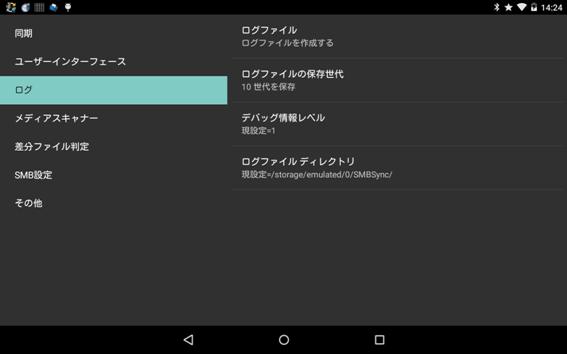 14:24
同期
ユーザーインターフェース
ログ
メディアスキャナー
差分ファイル判定
SMB設定
その他
ログファイル
ログファイルを作成する
ログファイルの保存世代
10 世代を保存
デバッグ情報レベル
現設定=1
ログファイル ディレクトリ
現設定=/storage/emulated/0/SMBSync/